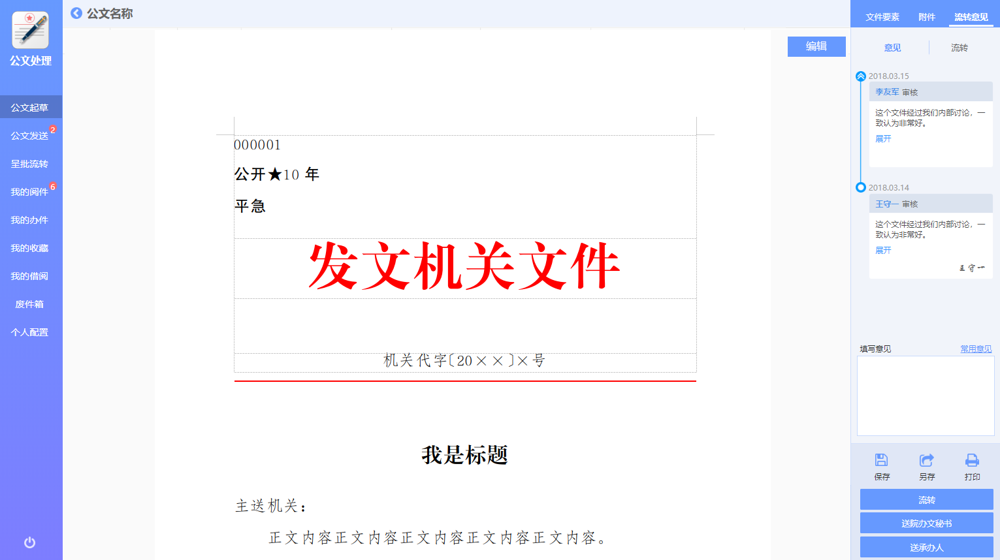 公文处理
公文起草
公文发送
2
呈批流转
我的阅件
6
我的办件
我的收藏
我的借阅
废件箱
个人配置
公文名称
编辑
000001
公开★10 年
平急
发文机关文件
机关代字〔20××〕×号
我是标题
主送机关：
正文内容正文内容正文内容正文内容正文内容。
文件要素 附件 流转意见
意见 流转
2018.03.15
李友军 审核
这个文件经过我们内部讨论，一
致认为非常好。
展开
2018.03.14
王守一 审核
这个文件经过我们内部讨论，一
致认为非常好。
展开
王守一
填写意见 常用意见
保存 另存 打印
流转
送院办文秘书
送承办人